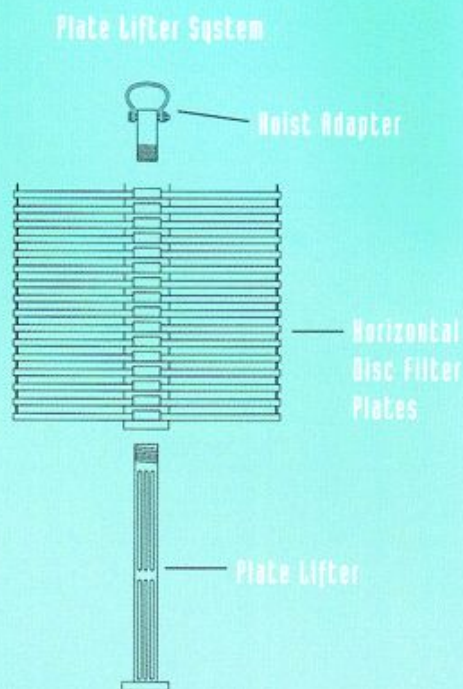 Plate Lifter System
Hoist Adapter
Horizontal
Disc Filter
Plates
Plate Lifter